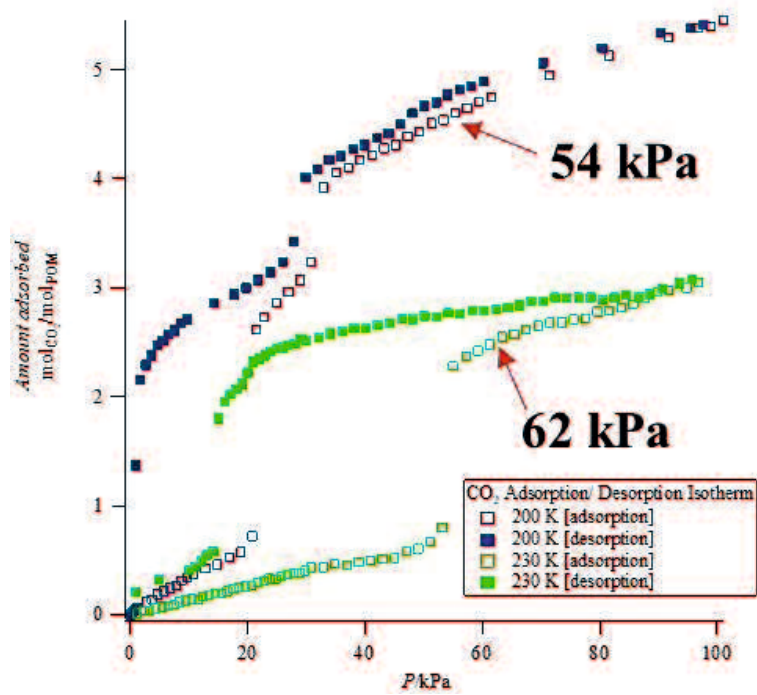 5
4
3
2
1
0
Amount adsorbed
mol_CO2/mol_POM
54 kPa
62 kPa
CO2 Adsorption/ Desorption Isotherm
200 K [adsorption]
200 K [desorption]
230 K [adsorption]
230 K [desorption]
0 20 40 60 80 100
P/kPa